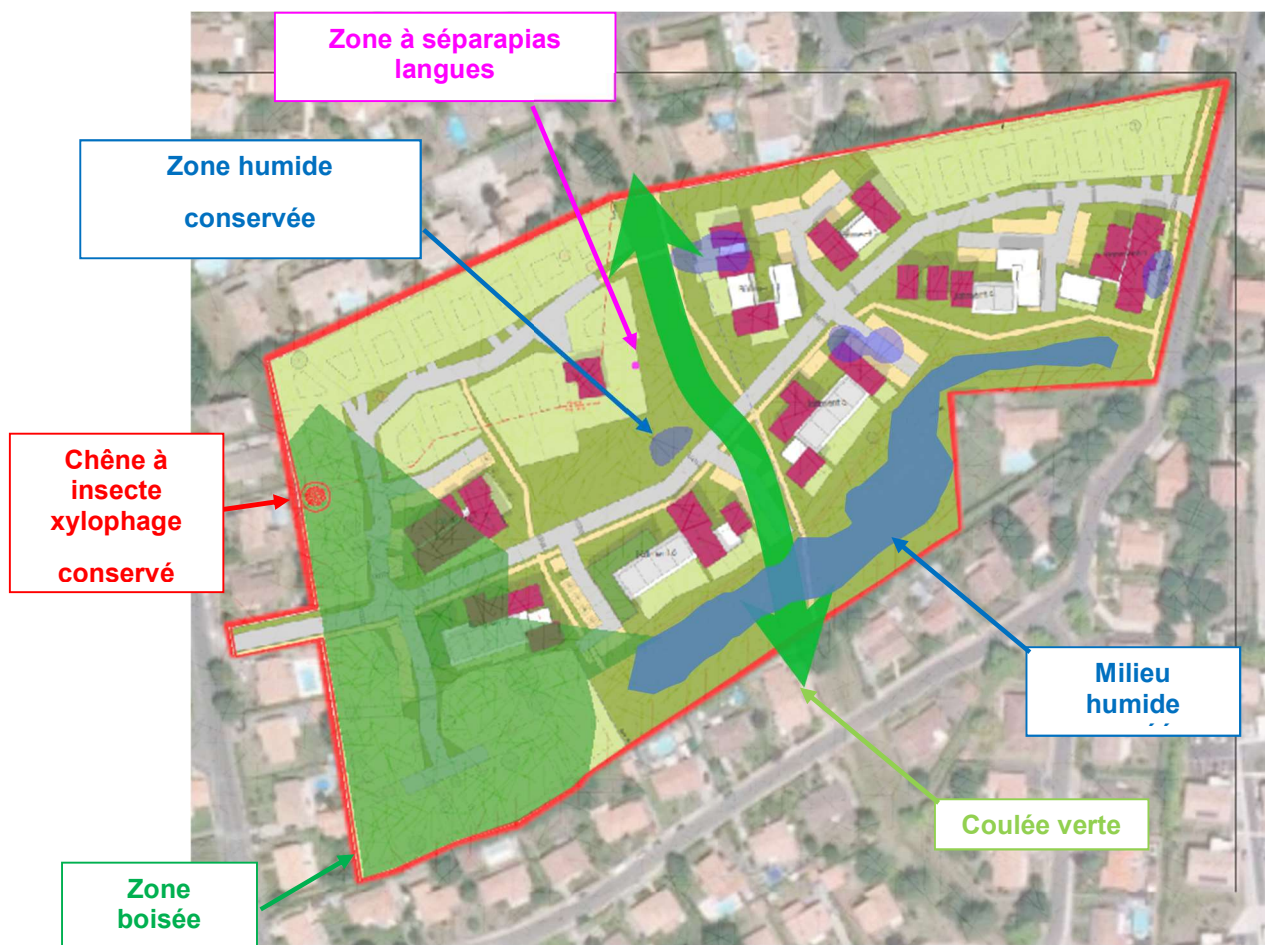 Zone à séparapias
langues
Zone humide
conservée
Chêne à
insecte
xylophage
conservé
Milieu
humide
Coulée verte
Zone
boisée